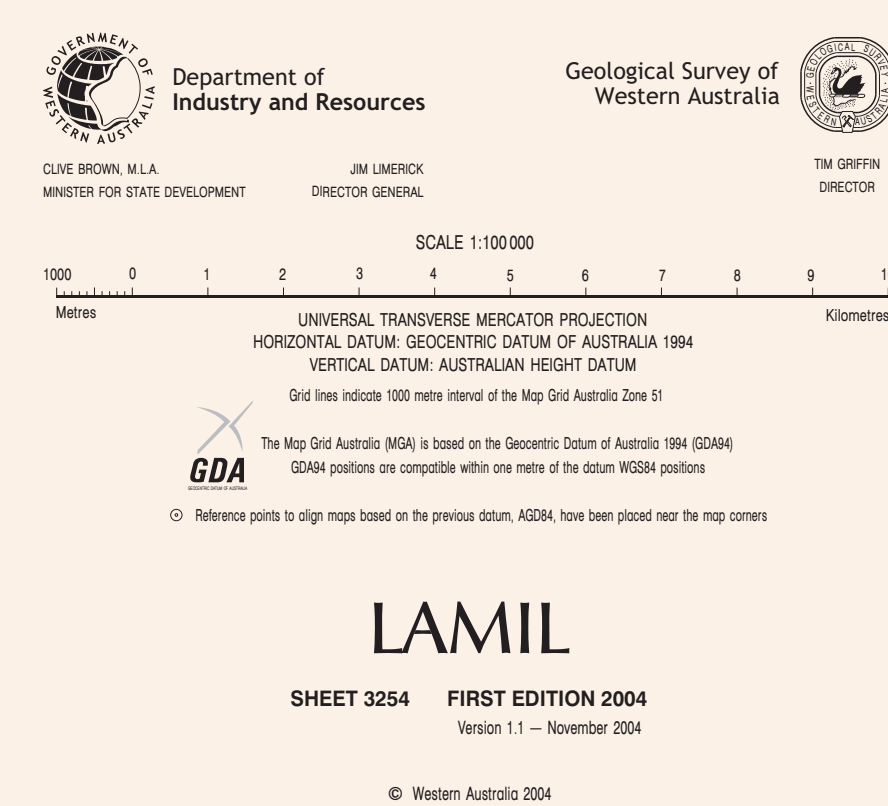 GOVERNMENT OF
WESTERN AUSTRALIA
Department of
Industry and Resources
Geological Survey of
Western Australia
GEOLOGICAL SURVEY
WESTERN AUSTRALIA
CLIVE BROWN, M.L.A.
MINISTER FOR STATE DEVELOPMENT
JIM LIMERICK
DIRECTOR GENERAL
TIM GRIFFIN
DIRECTOR
SCALE 1:100 000
1000 0 1 2 3 4 5 6 7 8 9 1
Metres
Kilometres
UNIVERSAL TRANSVERSE MERCATOR PROJECTION
HORIZONTAL DATUM: GEOCENTRIC DATUM OF AUSTRALIA 1994
VERTICAL DATUM: AUSTRALIAN HEIGHT DATUM
Grid lines indicate 1000 metre interval of the Map Grid Australia Zone 51
GDA
GEOCENTRIC DATUM OF AUSTRALIA
The Map Grid Australia (MGA) is based on the Geocentric Datum of Australia 1994 (GDA94)
GDA94 positions are compatible within one metre of the datum WGS84 positions
Reference points to align maps based on the previous datum, AGD84, have been placed near the map corners
LAMIL
SHEET 3254 FIRST EDITION 2004
Version 1.1 — November 2004
© Western Australia 2004